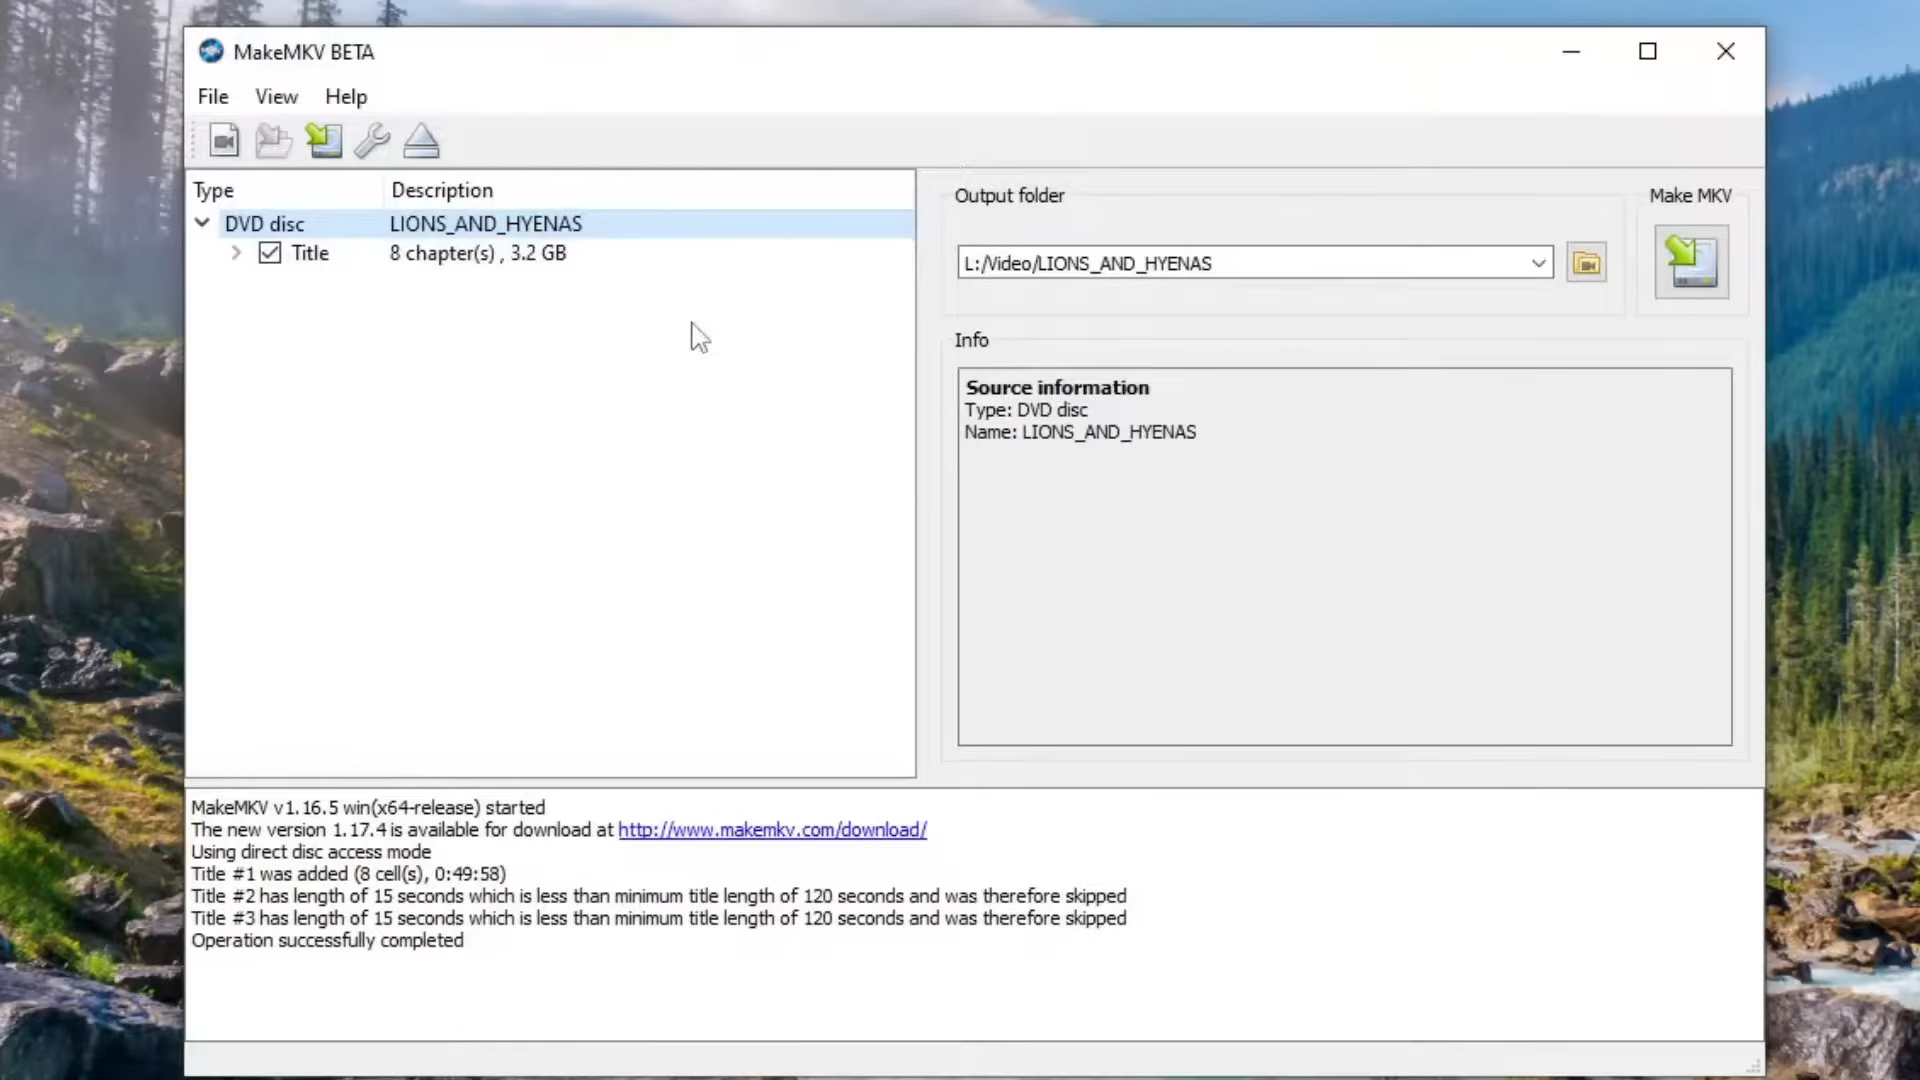 MakeMKV BETA
File View Help
Type Description
DVD disc LIONS_AND_HYENAS
Title 8 chapter(s) , 3.2 GB
Output folder
L:/Video/LIONS_AND_HYENAS
Make MKV
Info
Source information
Type: DVD disc
Name: LIONS_AND_HYENAS
MakeMKV v1.16.5 win(x64-release) started
The new version 1.17.4 is available for download at http://www.makemkv.com/download/
Using direct disc access mode
Title #1 was added (8 cell(s), 0:49:58)
Title #2 has length of 15 seconds which is less than minimum title length of 120 seconds and was therefore skipped
Title #3 has length of 15 seconds which is less than minimum title length of 120 seconds and was therefore skipped
Operation successfully completed